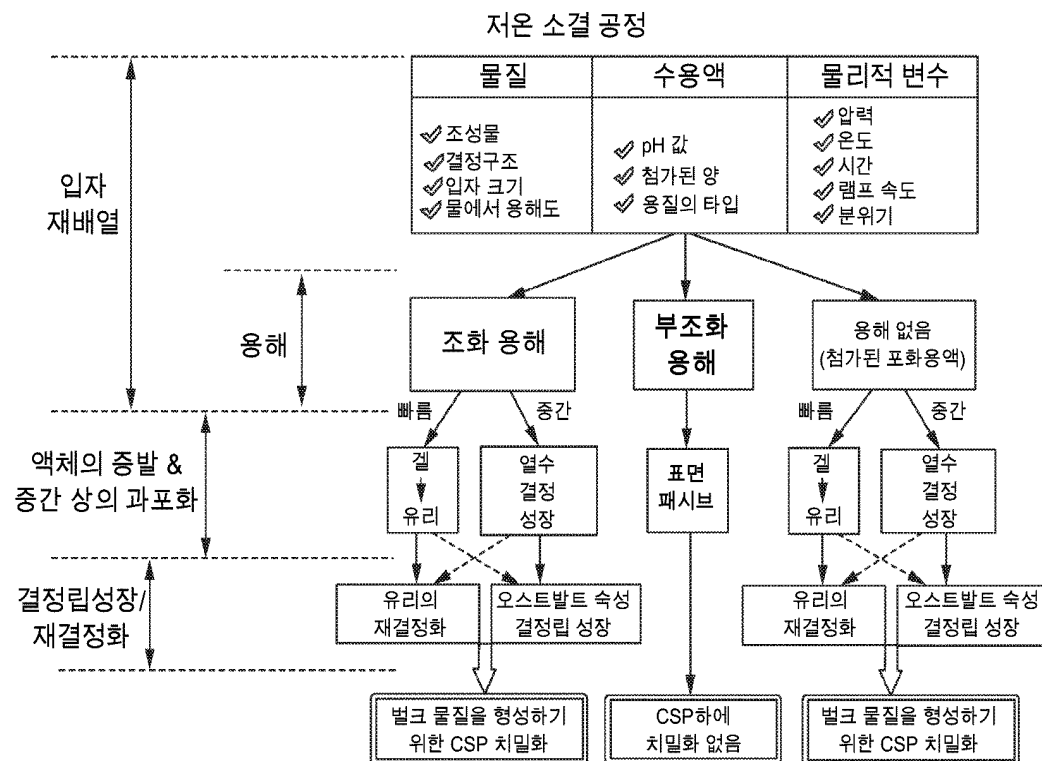 저온 소결 공정
물질
수용액
물리적 변수
조성물
결정구조
입자 크기
물에서 용해도
pH 값
첨가된 양
용질의 타입
압력
온도
시간
램프 속도
분위기
입자
재배열
용해
조화 용해
부조화
용해
용해 없음
(첨가된 포화용액)
빠름
중간
빠름
중간
액체의 증발 &
중간 상의 과포화
겔
유리
열수
결정
성장
표면
패시브
겔
유리
열수
결정
성장
결정립성장/
재결정화
유리의
재결정화
오스트발트 숙성
결정립 성장
유리의
재결정화
오스트발트 숙성
결정립 성장
벌크 물질을 형성하기
위한 CSP 치밀화
CSP하에
치밀화 없음
벌크 물질을 형성하기
위한 CSP 치밀화